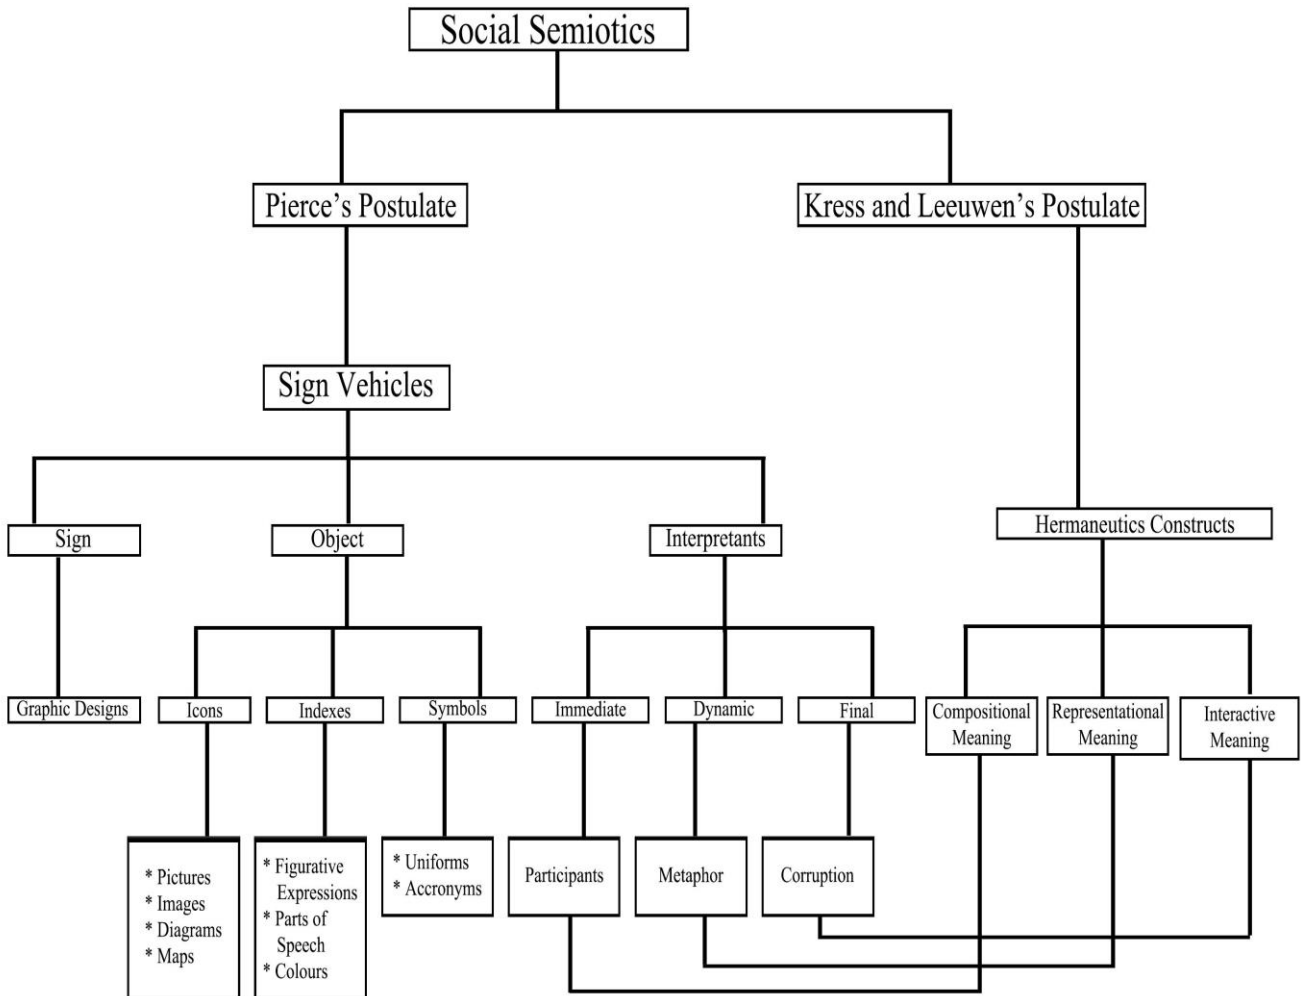 Social Semiotics
Pierce's Postulate
Kress and Leeuwen's Postulate
Sign Vehicles
Sign
Object
Interpretants
Hermaneutics Constructs
Graphic Designs
Icons
Indexes
Symbols
Immediate
Dynamic
Final
Compositional
Meaning
Representational
Meaning
Interactive
Meaning
* Pictures
* Images
* Diagrams
* Maps
* Figurative
Expressions
* Parts of
Speech
* Colours
* Uniforms
* Accronyms
Participants
Metaphor
Corruption